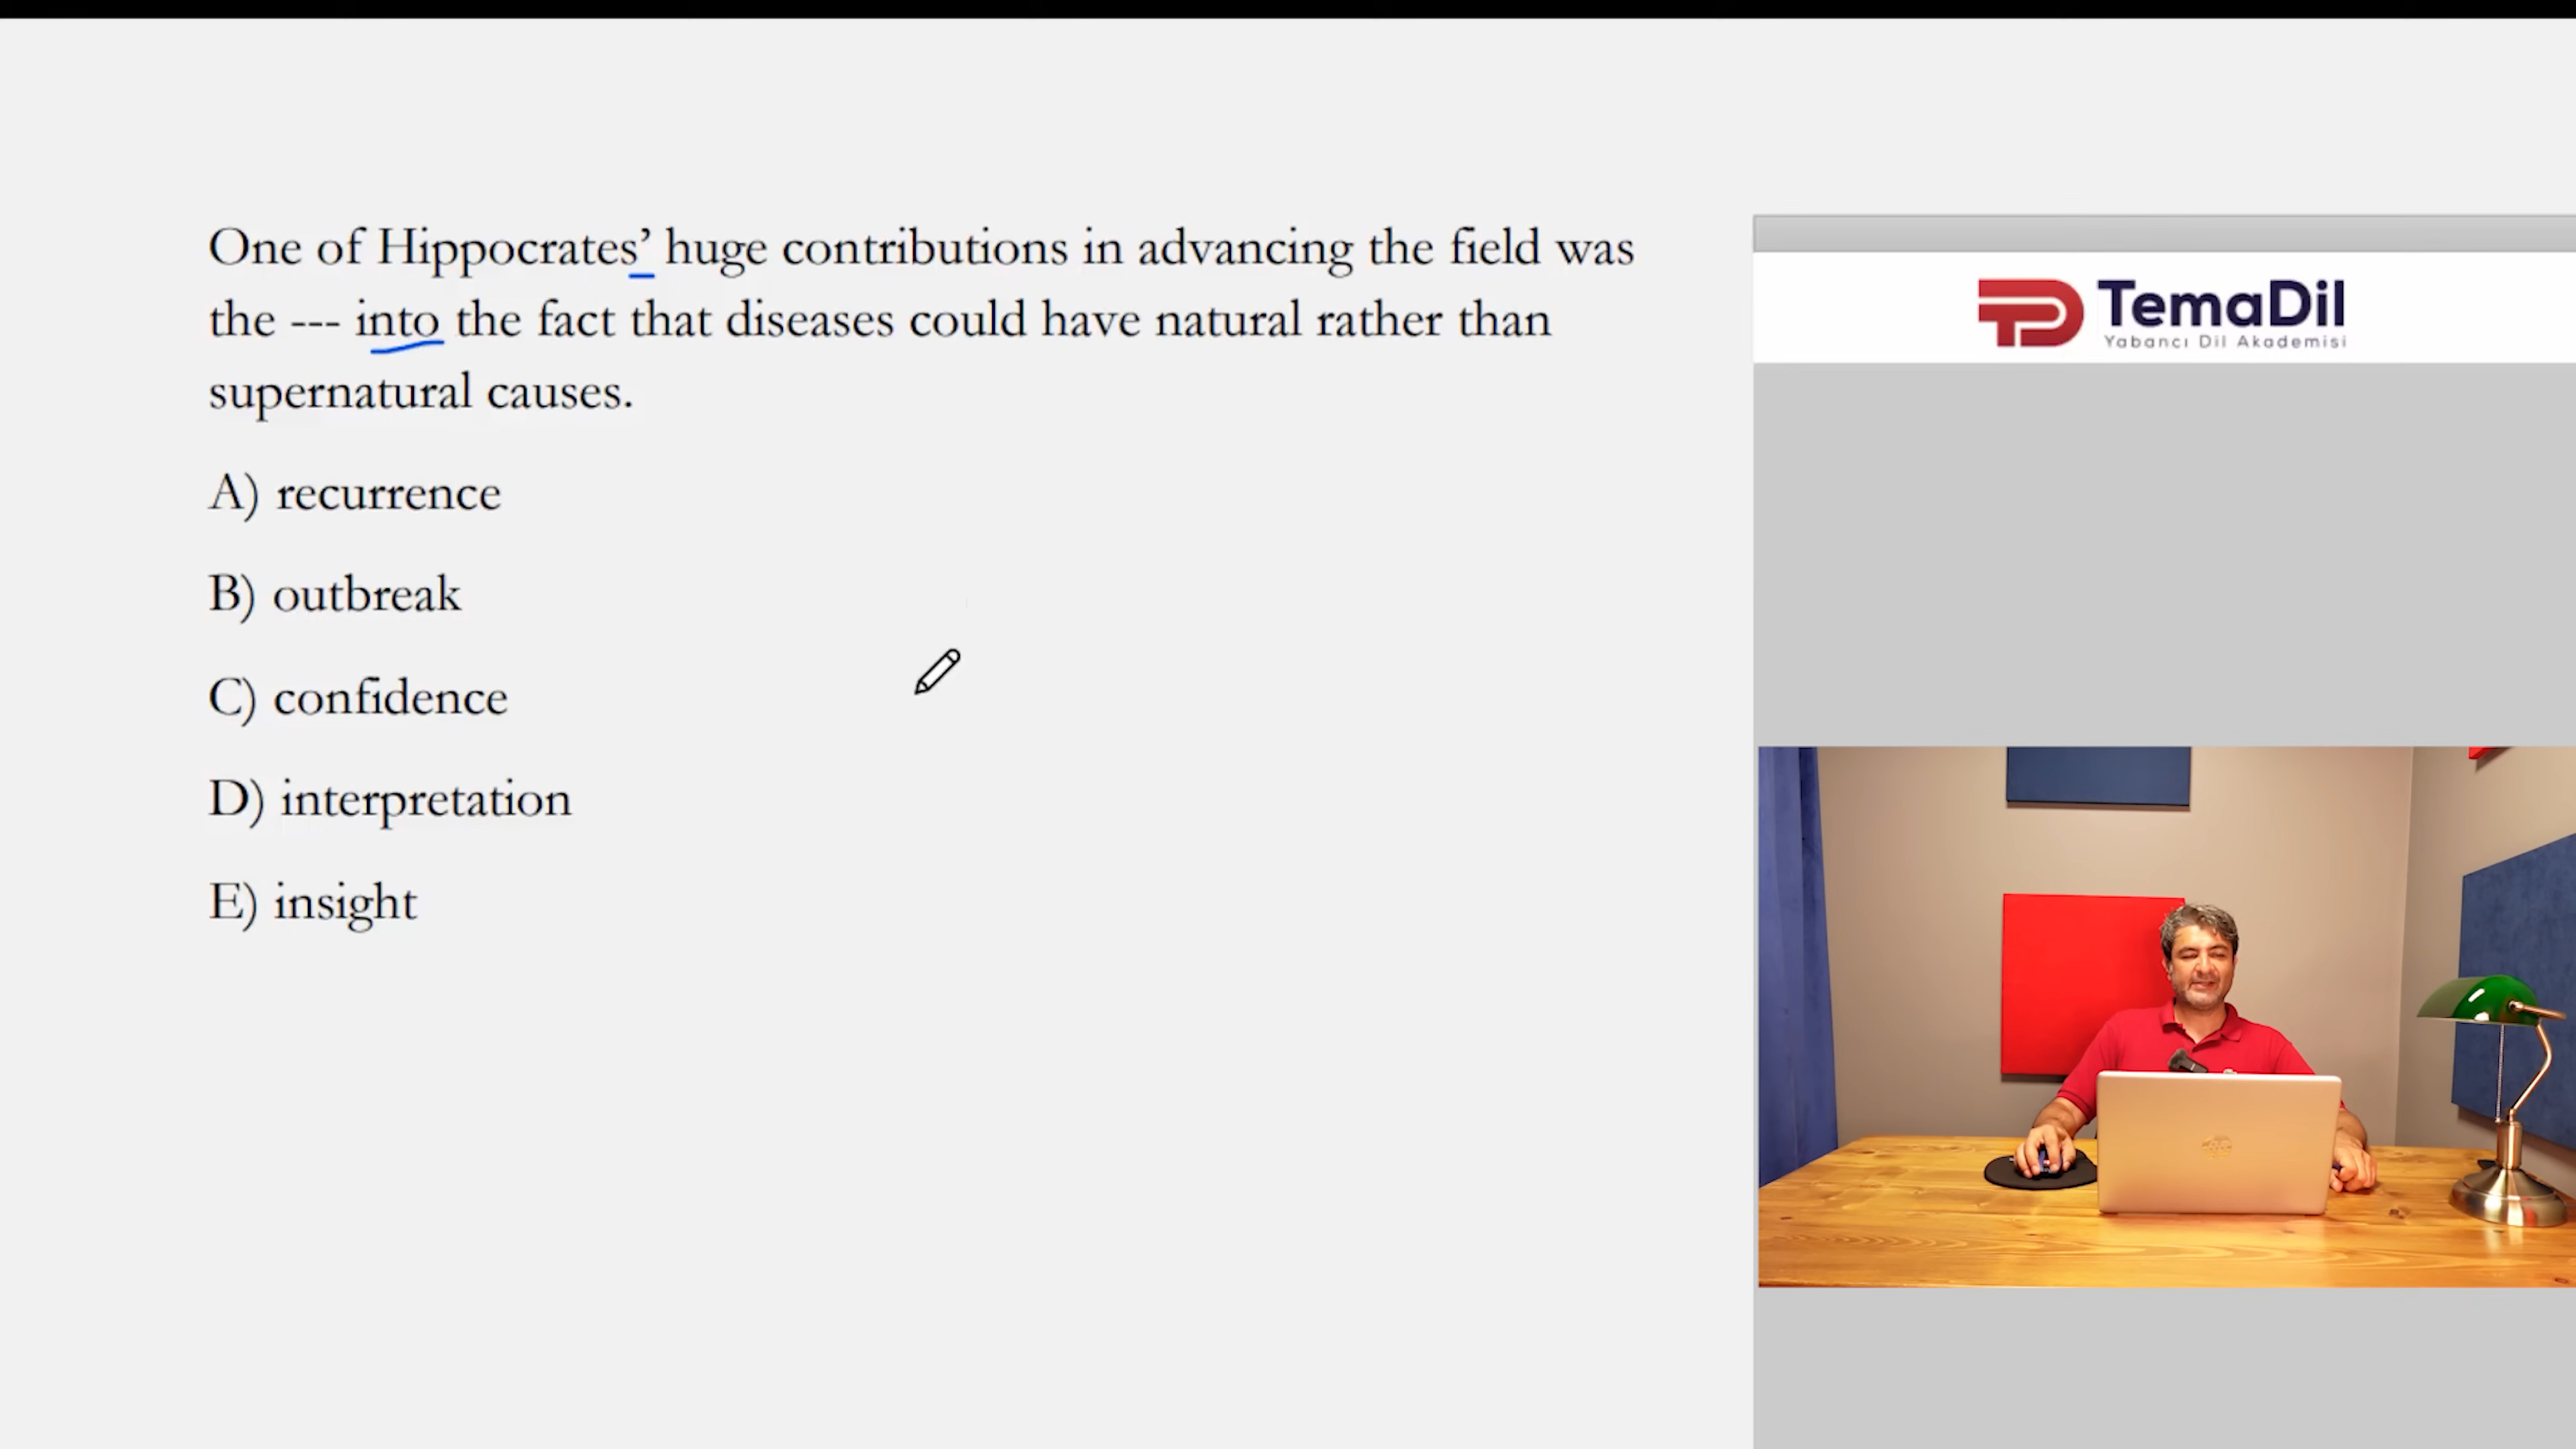 One of Hippocrates’ huge contributions in advancing the field was
the --- into the fact that diseases could have natural rather than
supernatural causes.
A) recurrence
B) outbreak
C) confidence
D) interpretation
E) insight
TemaDil
Yabancı Dil Akademisi